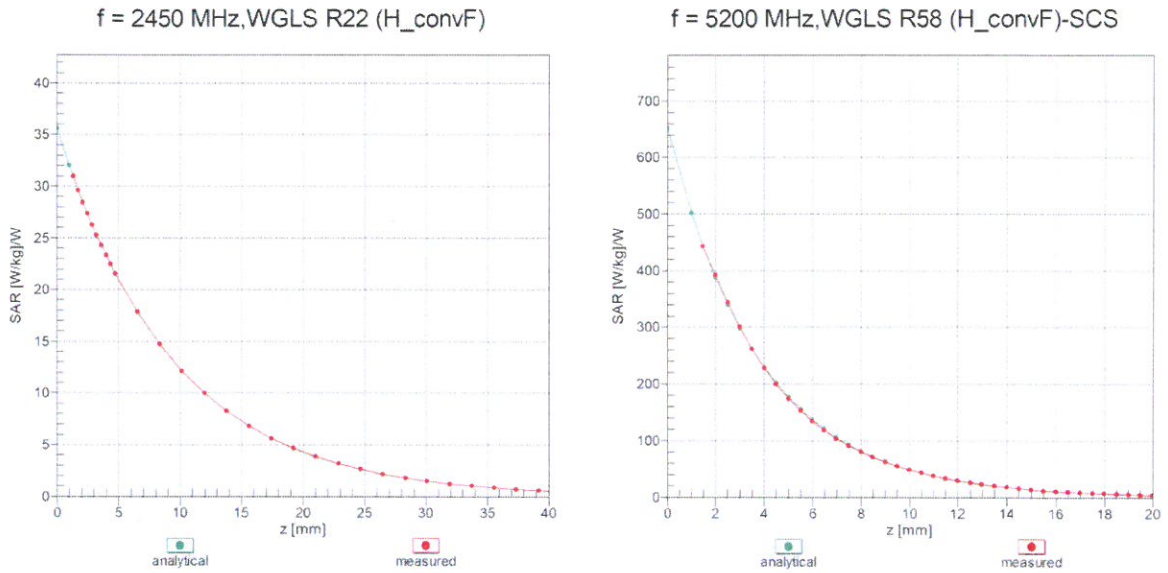 f = 2450 MHz,WGLS R22 (H_convF)
40
35
30
25
20
15
10
5
0
SAR [W/kg]/W
0 5 10 15 20 25 30 35 40
z [mm]
analytical measured
f = 5200 MHz,WGLS R58 (H_convF)-SCS
700
600
500
400
300
200
100
0
SAR [W/kg]/W
0 2 4 6 8 10 12 14 16 18 20
z [mm]
analytical measured